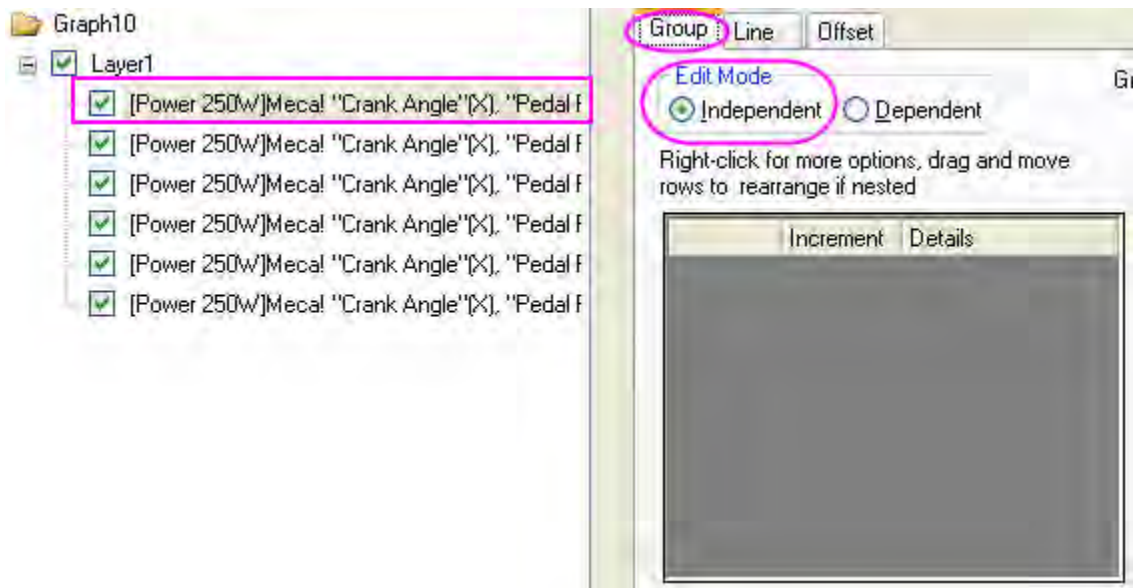 Graph10
Layer1
[Power 250W]Meca! "Crank Angle"(X), "Pedal F
[Power 250W]Meca! "Crank Angle"(X), "Pedal F
[Power 250W]Meca! "Crank Angle"(X), "Pedal F
[Power 250W]Meca! "Crank Angle"(X), "Pedal F
[Power 250W]Meca! "Crank Angle"(X), "Pedal F
[Power 250W]Meca! "Crank Angle"(X), "Pedal F
Group Line Offset
Edit Mode Gr
Independent Dependent
Right-click for more options, drag and move
rows to rearrange if nested
Increment Details